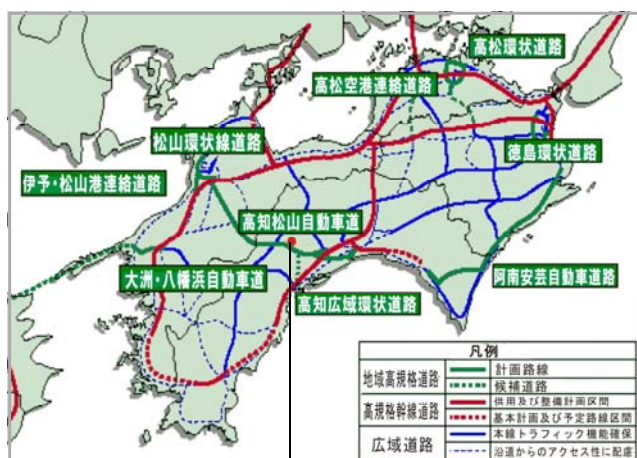 高松環状道路
高松空港連絡道路
松山環状線道路
徳島環状道路
伊予・松山港連絡道路
高知松山自動車道
大洲・八幡浜自動車道
阿南安芸自動車道路
高知広域環状道路
凡例
地域高規格道路
計画路線
候補道路
高規格幹線道路
供用及び整備計画区間
基本計画及び予定路線区間
広域道路
本線トラフィック機能確保
沿道からのアクセス性に配慮